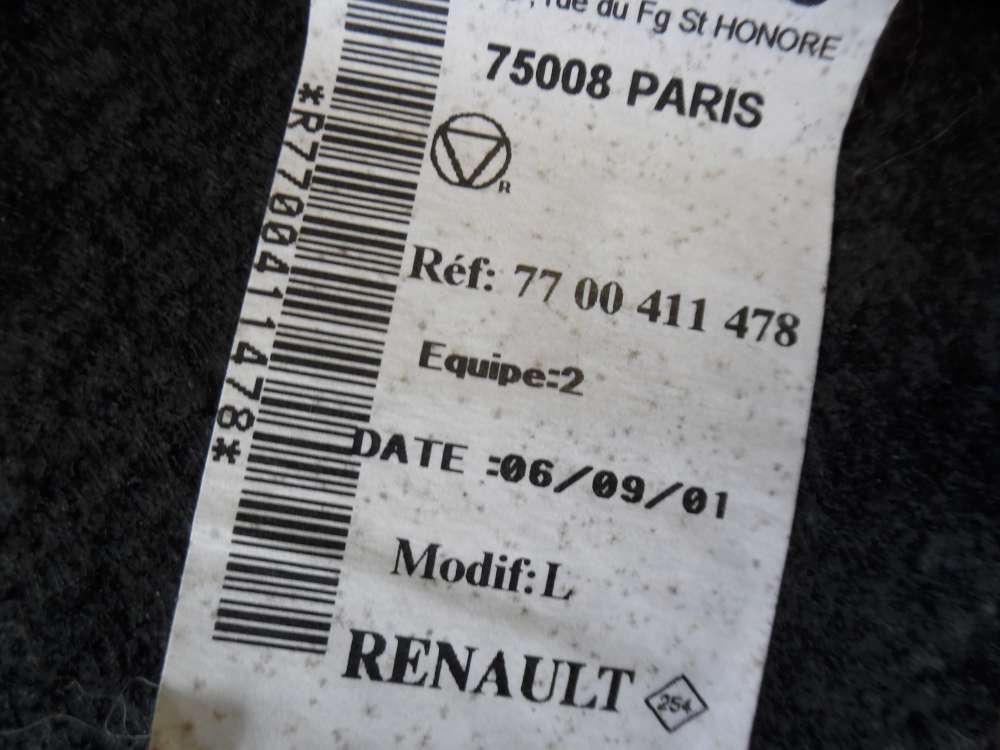 rue du Fg St HONORE
75008 PARIS
R
*R7700411478*
Réf: 77 00 411 478
Equipe:2
DATE :06/09/01
Modif:L
RENAULT 254